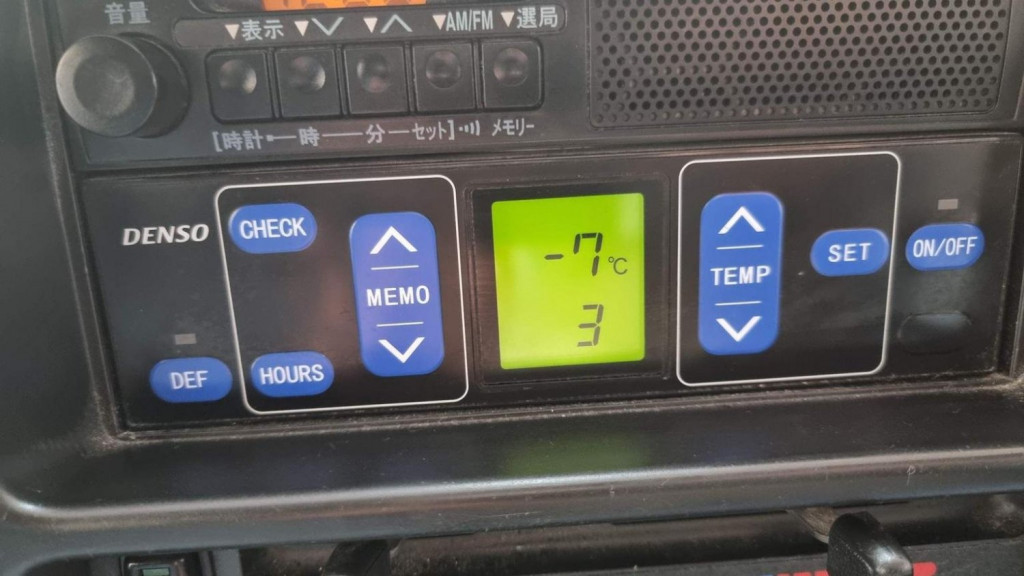 音量
▼表示 ▼∨ ▼∧ ▼AM/FM ▼選局
[時計 時 分 セット] メモリー
DENSO
CHECK
MEMO
HOURS
DEF
-7℃
3
TEMP
SET
ON/OFF